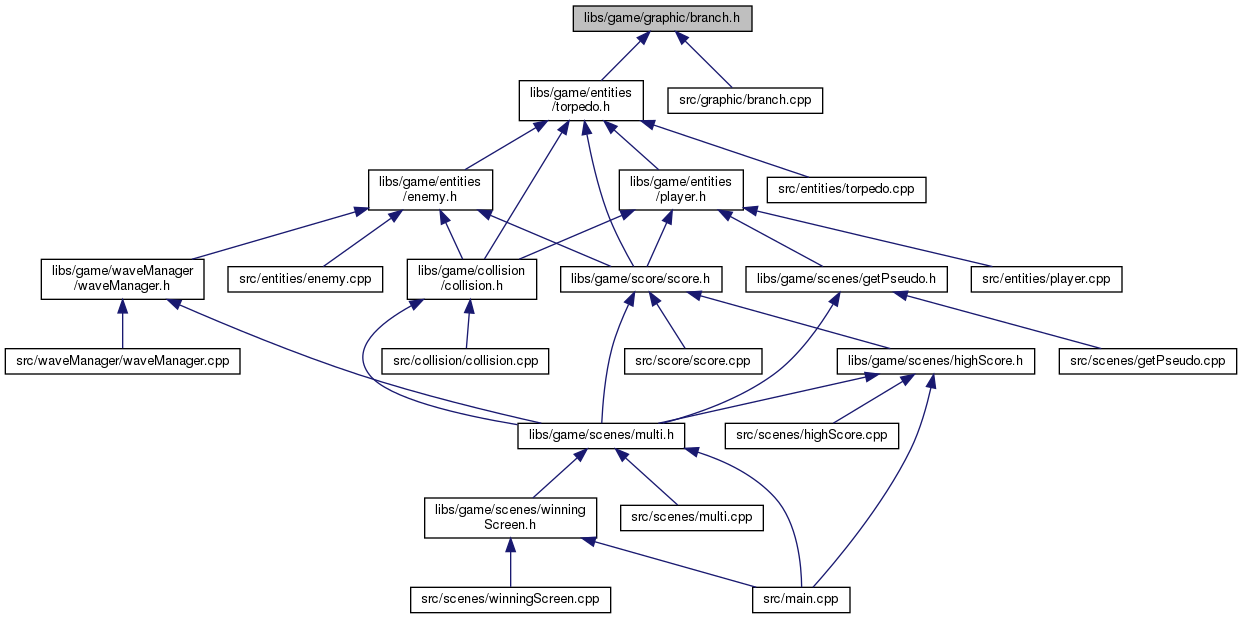 libs/game/graphic/branch.h
libs/game/entities
/torpedo.h
src/graphic/branch.cpp
libs/game/entities
/enemy.h
libs/game/entities
/player.h
src/entities/torpedo.cpp
libs/game/waveManager
/waveManager.h
src/entities/enemy.cpp
libs/game/collision
/collision.h
libs/game/score/score.h
libs/game/scenes/getPseudo.h
src/entities/player.cpp
src/waveManager/waveManager.cpp
src/collision/collision.cpp
src/score/score.cpp
libs/game/scenes/highScore.h
src/scenes/getPseudo.cpp
libs/game/scenes/multi.h
src/scenes/highScore.cpp
libs/game/scenes/winning
Screen.h
src/scenes/multi.cpp
src/scenes/winningScreen.cpp
src/main.cpp